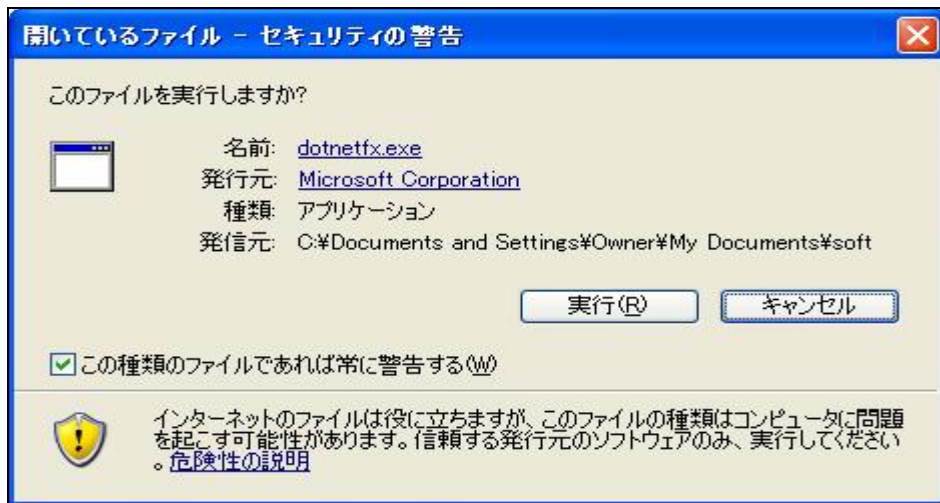 開いているファイル - セキュリティの警告
このファイルを実行しますか?
名前: dotnetfx.exe
発行元: Microsoft Corporation
種類: アプリケーション
発信元: C:¥Documents and Settings¥Owner¥My Documents¥soft
実行(R) キャンセル
この種類のファイルであれば常に警告する(W)
インターネットのファイルは役に立ちますが、このファイルの種類はコンピュータに問題
を起こす可能性があります。信頼する発行元のソフトウェアのみ、実行してください
。危険性の説明